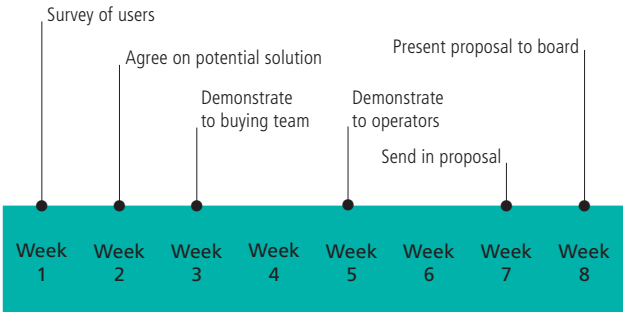 Survey of users
Agree on potential solution
Present proposal to board
Demonstrate
to buying team
Demonstrate
to operators
Send in proposal
Week
1
Week
2
Week
3
Week
4
Week
5
Week
6
Week
7
Week
8